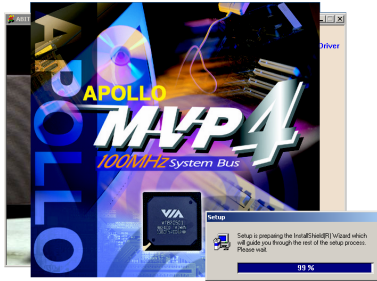 ABIT
Driver
APOLLO
APOLLO
MVP4
100MHz System Bus
VIA
Setup
Setup is preparing the InstallShield(R) Wizard which
will guide you through the rest of the setup process.
Please wait.
99 %